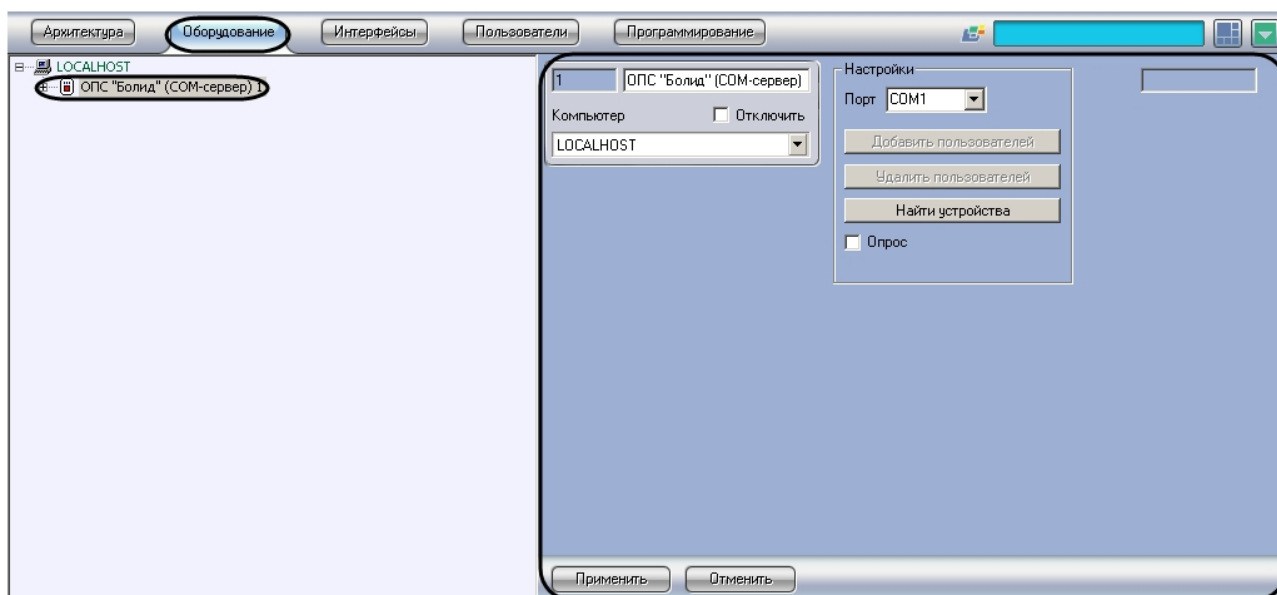 Архитектура Оборудование Интерфейсы Пользователи Программирование
LOCALHOST
ОПС "Болид" (COM-сервер) 1
1 ОПС "Болид" (COM-сервер)
Компьютер Отключить
LOCALHOST
Настройки
Порт COM1
Добавить пользователей
Удалить пользователей
Найти устройства
Опрос
Применить Отменить